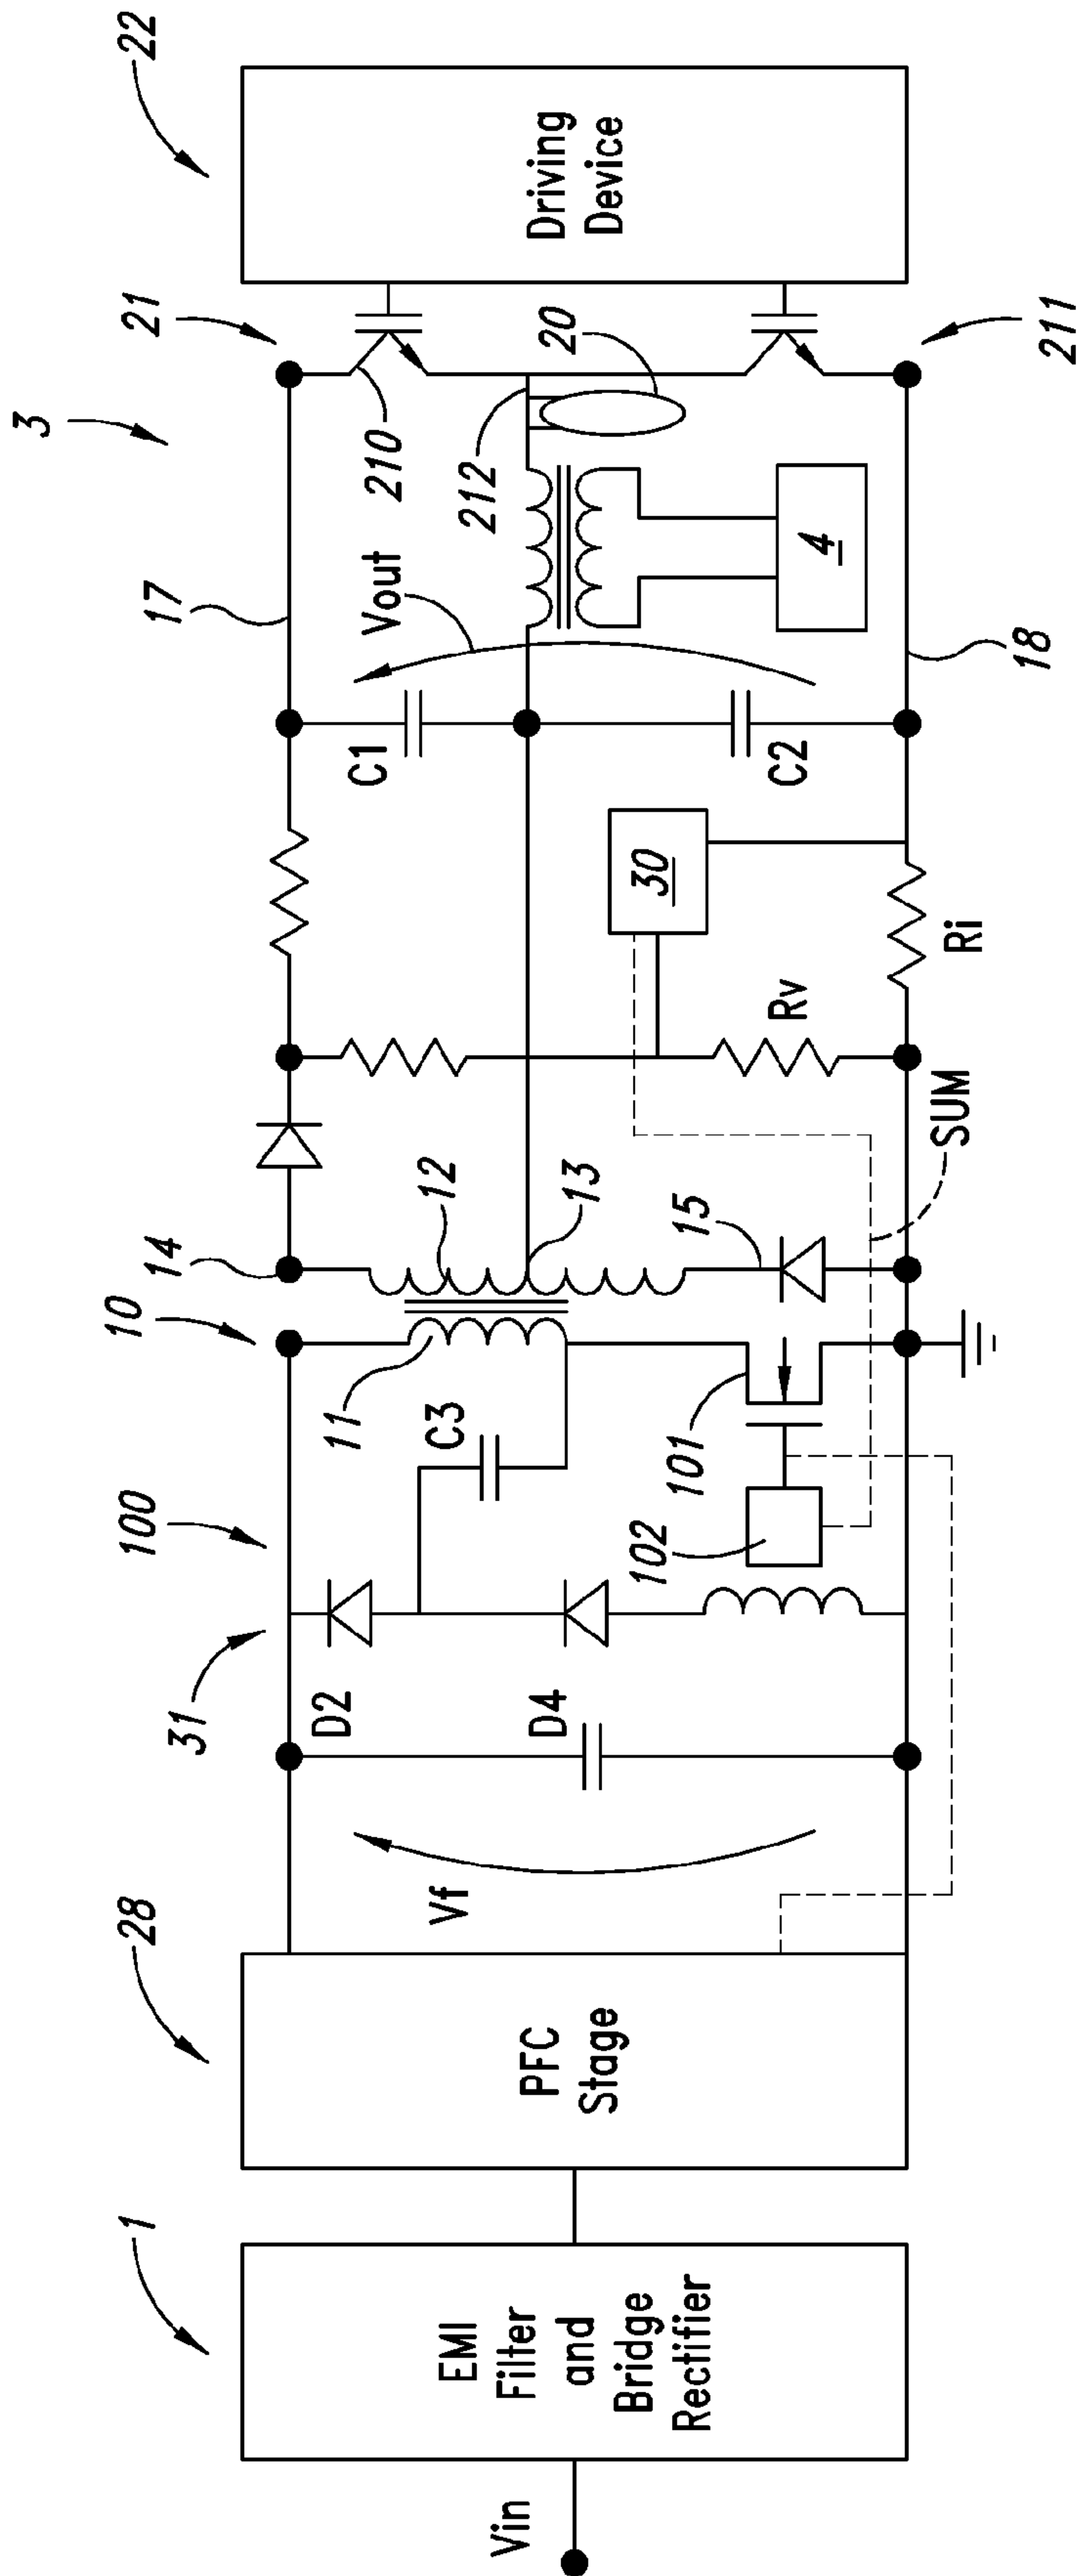 Vin
1
EMI
Filter
and
Bridge
Rectifier
28
PFC
Stage
Vf
31
D2
D4
100
C3
102
101
11
10
14
12
13
15
SUM
Rv
Ri
30
17
C1
C2
Vout
18
3
212
210
4
20
21
211
22
Driving
Device